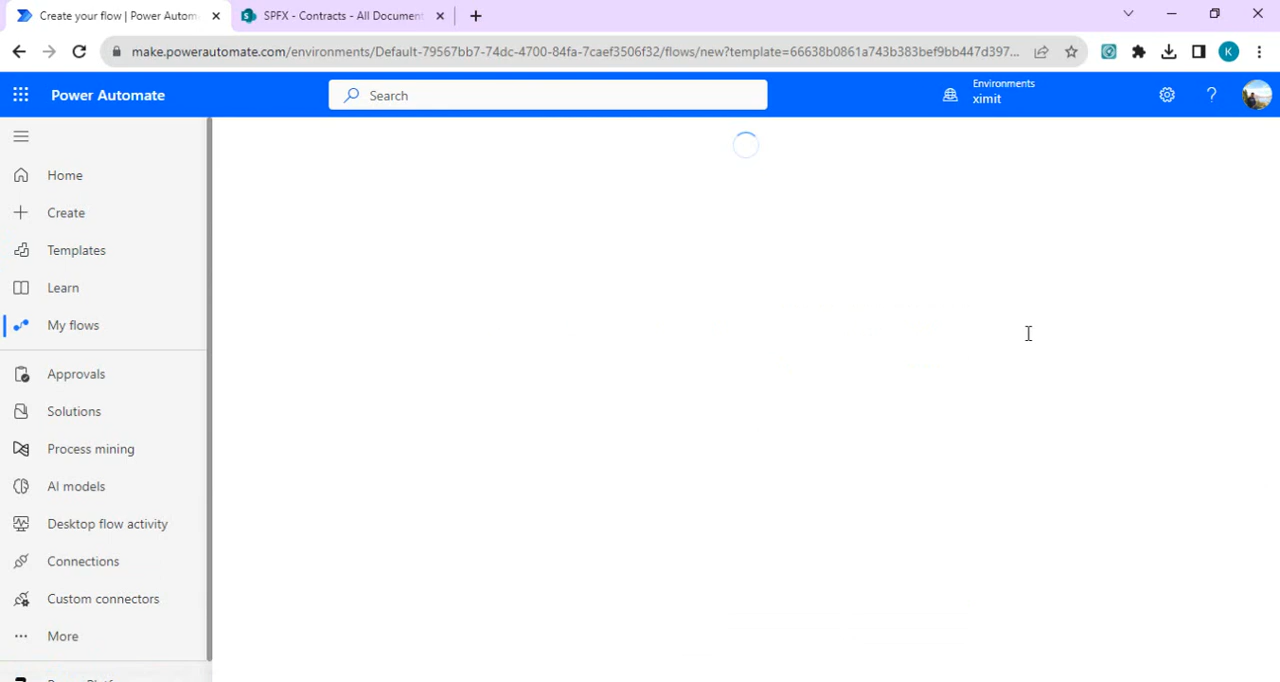 Create your flow | Power Autom
SPFX - Contracts - All Document
make.powerautomate.com/environments/Default-79567bb7-74dc-4700-84fa-7caef3506f32/flows/new?template=66638b0861a743b383bef9bb447d397...
K
Power Automate
Search
Environments
ximit
Home
Create
Templates
Learn
My flows
Approvals
Solutions
Process mining
AI models
Desktop flow activity
Connections
Custom connectors
More